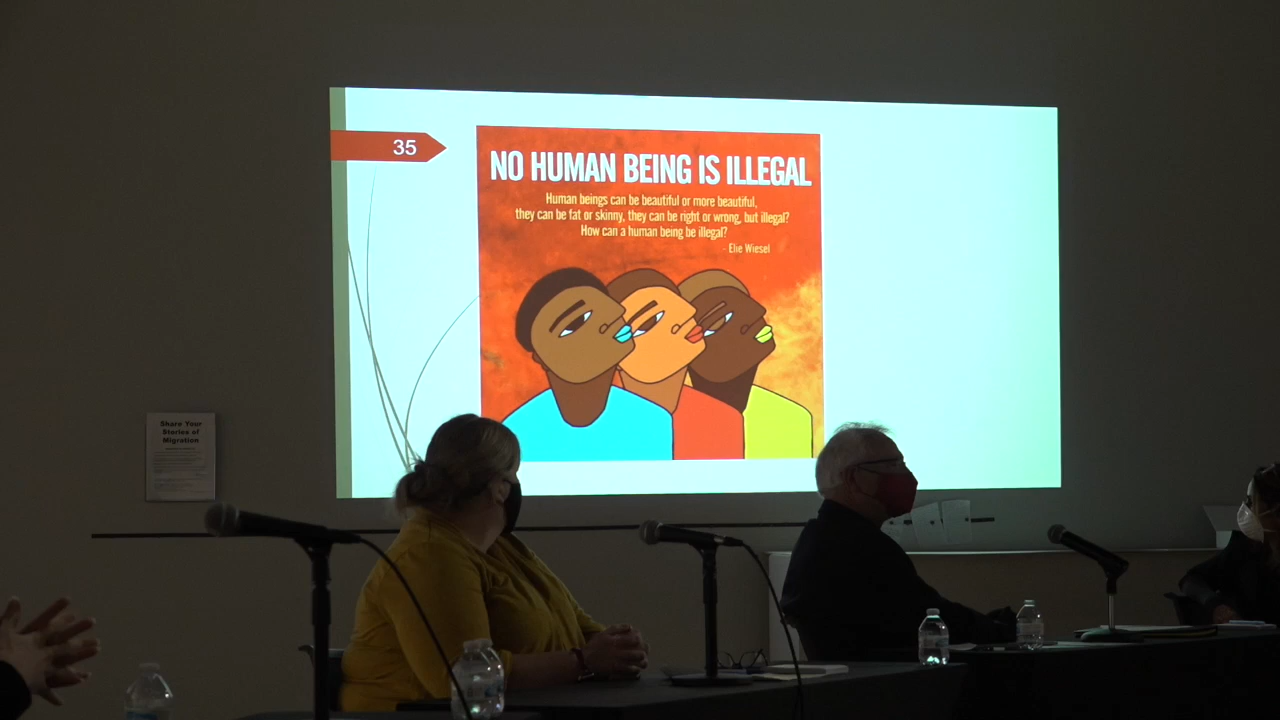 35
NO HUMAN BEING IS ILLEGAL
Human beings can be beautiful or more beautiful,
they can be fat or skinny, they can be right or wrong, but illegal?
How can a human being be illegal?
- Elie Wiesel
Share Your
Stories of
Migration